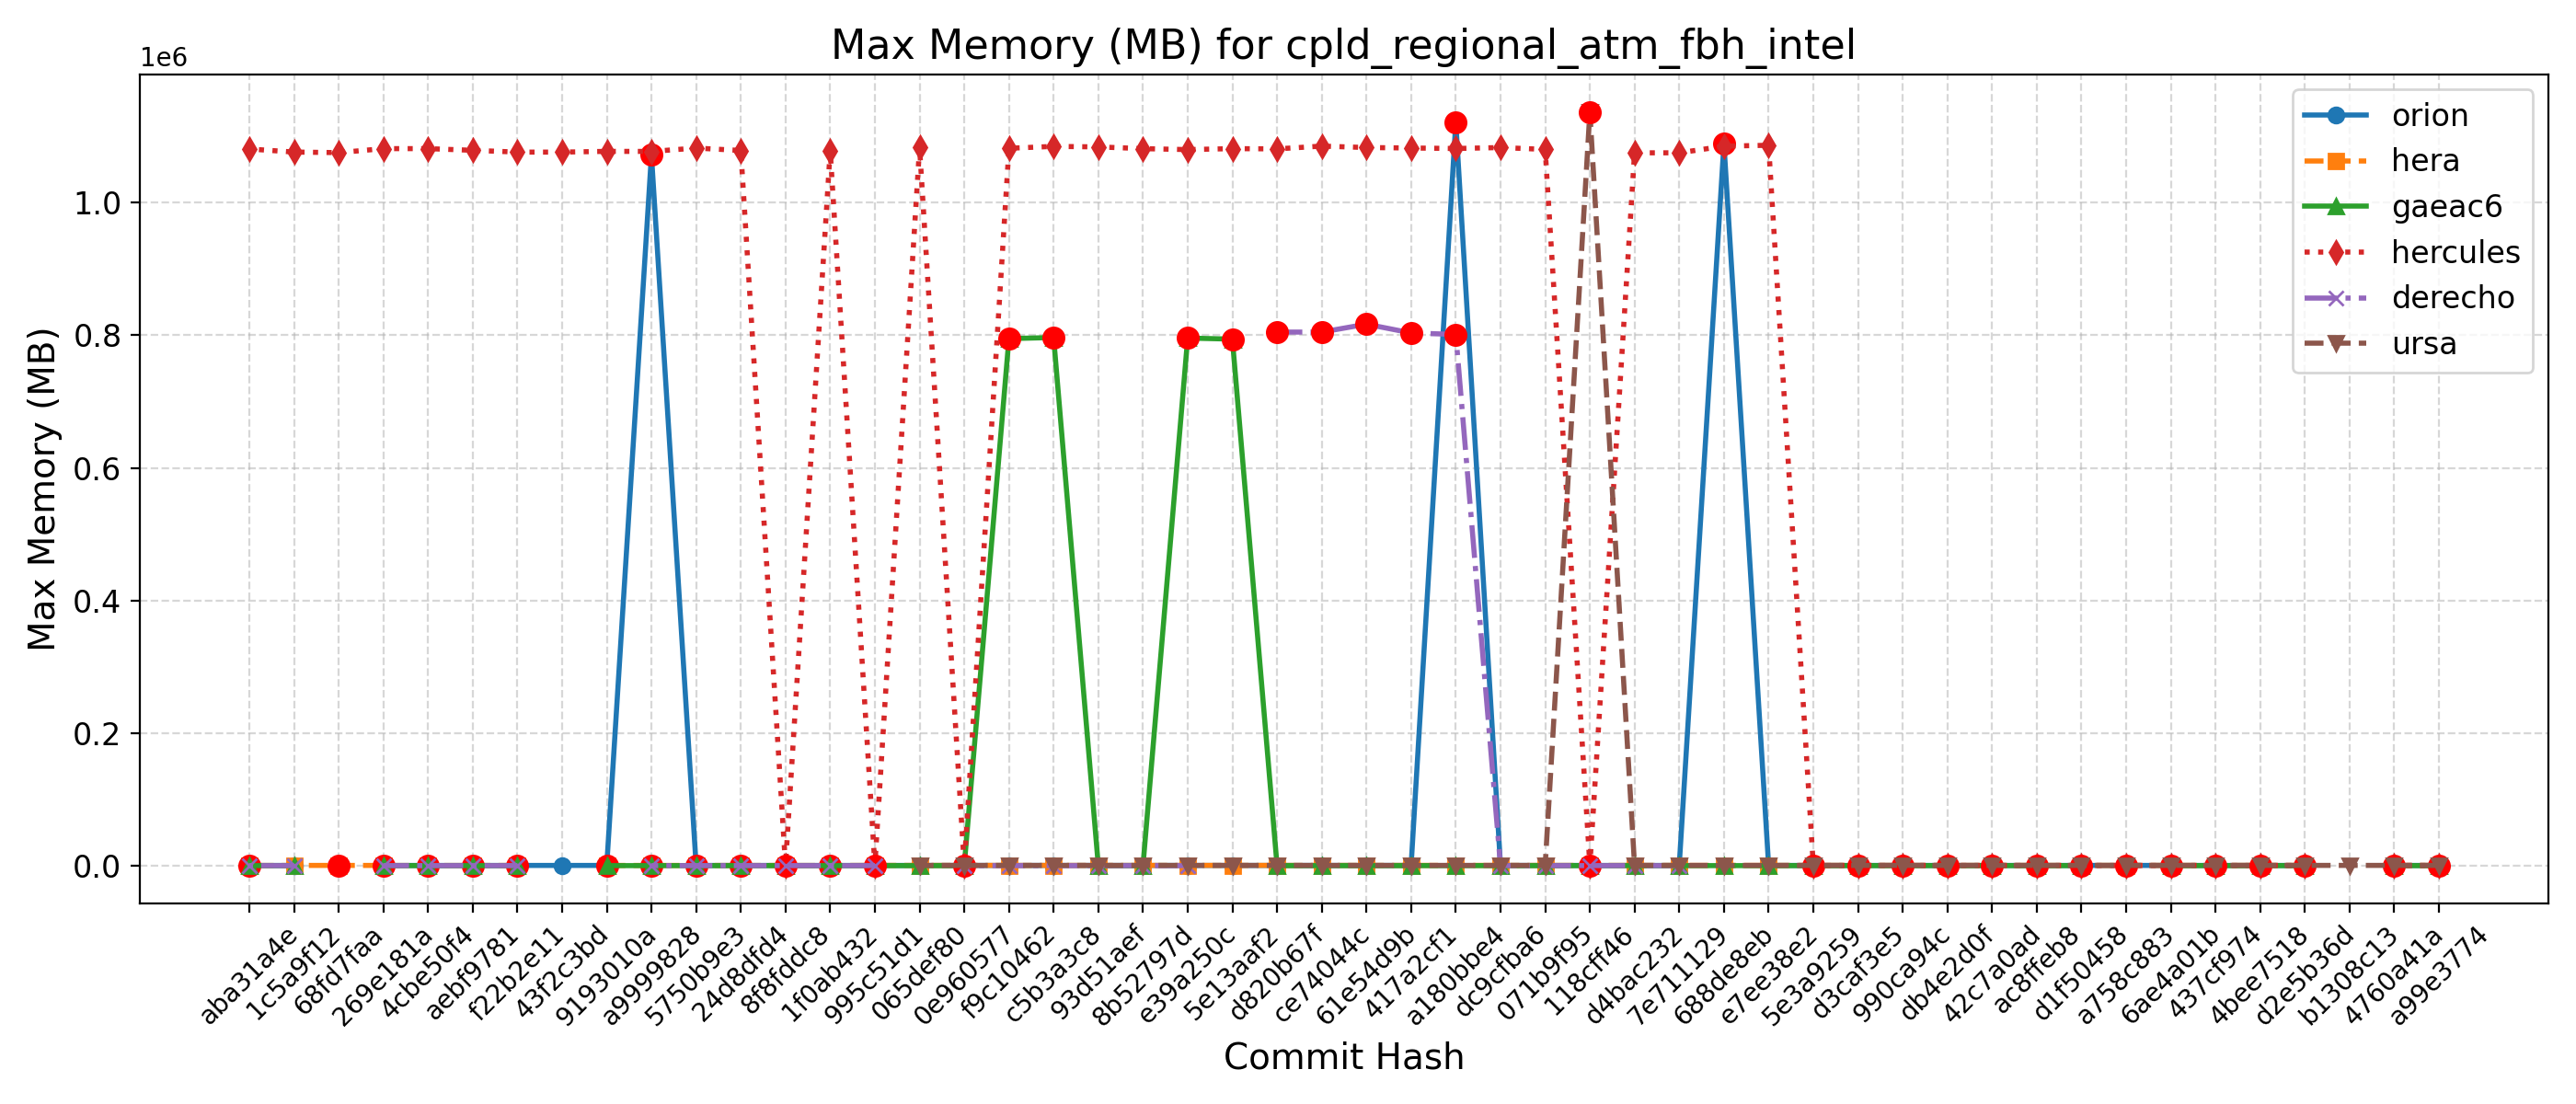 Max Memory (MB) for cpld_regional_atm_fbh_intel
1e6
1.0
0.8
0.6
0.4
0.2
0.0
Max Memory (MB)
orion
hera
gaeac6
hercules
derecho
ursa
aba31a4e
1c5a9f12
68fd7faa
269e181a
4cbe50f4
aebf9781
f22b2e11
43f2c3bd
9193010a
a9999828
5750b9e3
24d8dfd4
8f8fddc8
1f0ab432
995c51d1
065def80
0e960577
f9c10462
c5b3a3c8
93d51aef
8b52797d
e39a250c
5e13aaf2
d820b67f
ce74044c
61e54d9b
417a2cf1
a180bbe4
dc9cfba6
071b9f95
118cff46
d4bac232
7e711129
688de8eb
e7ee38e2
5e3a9259
d3caf3e5
990ca94c
db4e2d0f
42c7a0ad
ac8ffeb8
d1f50458
a758c883
6ae4a01b
437cf974
4bee7518
d2e5b36d
b1308c13
4760a41a
a99e3774
Commit Hash